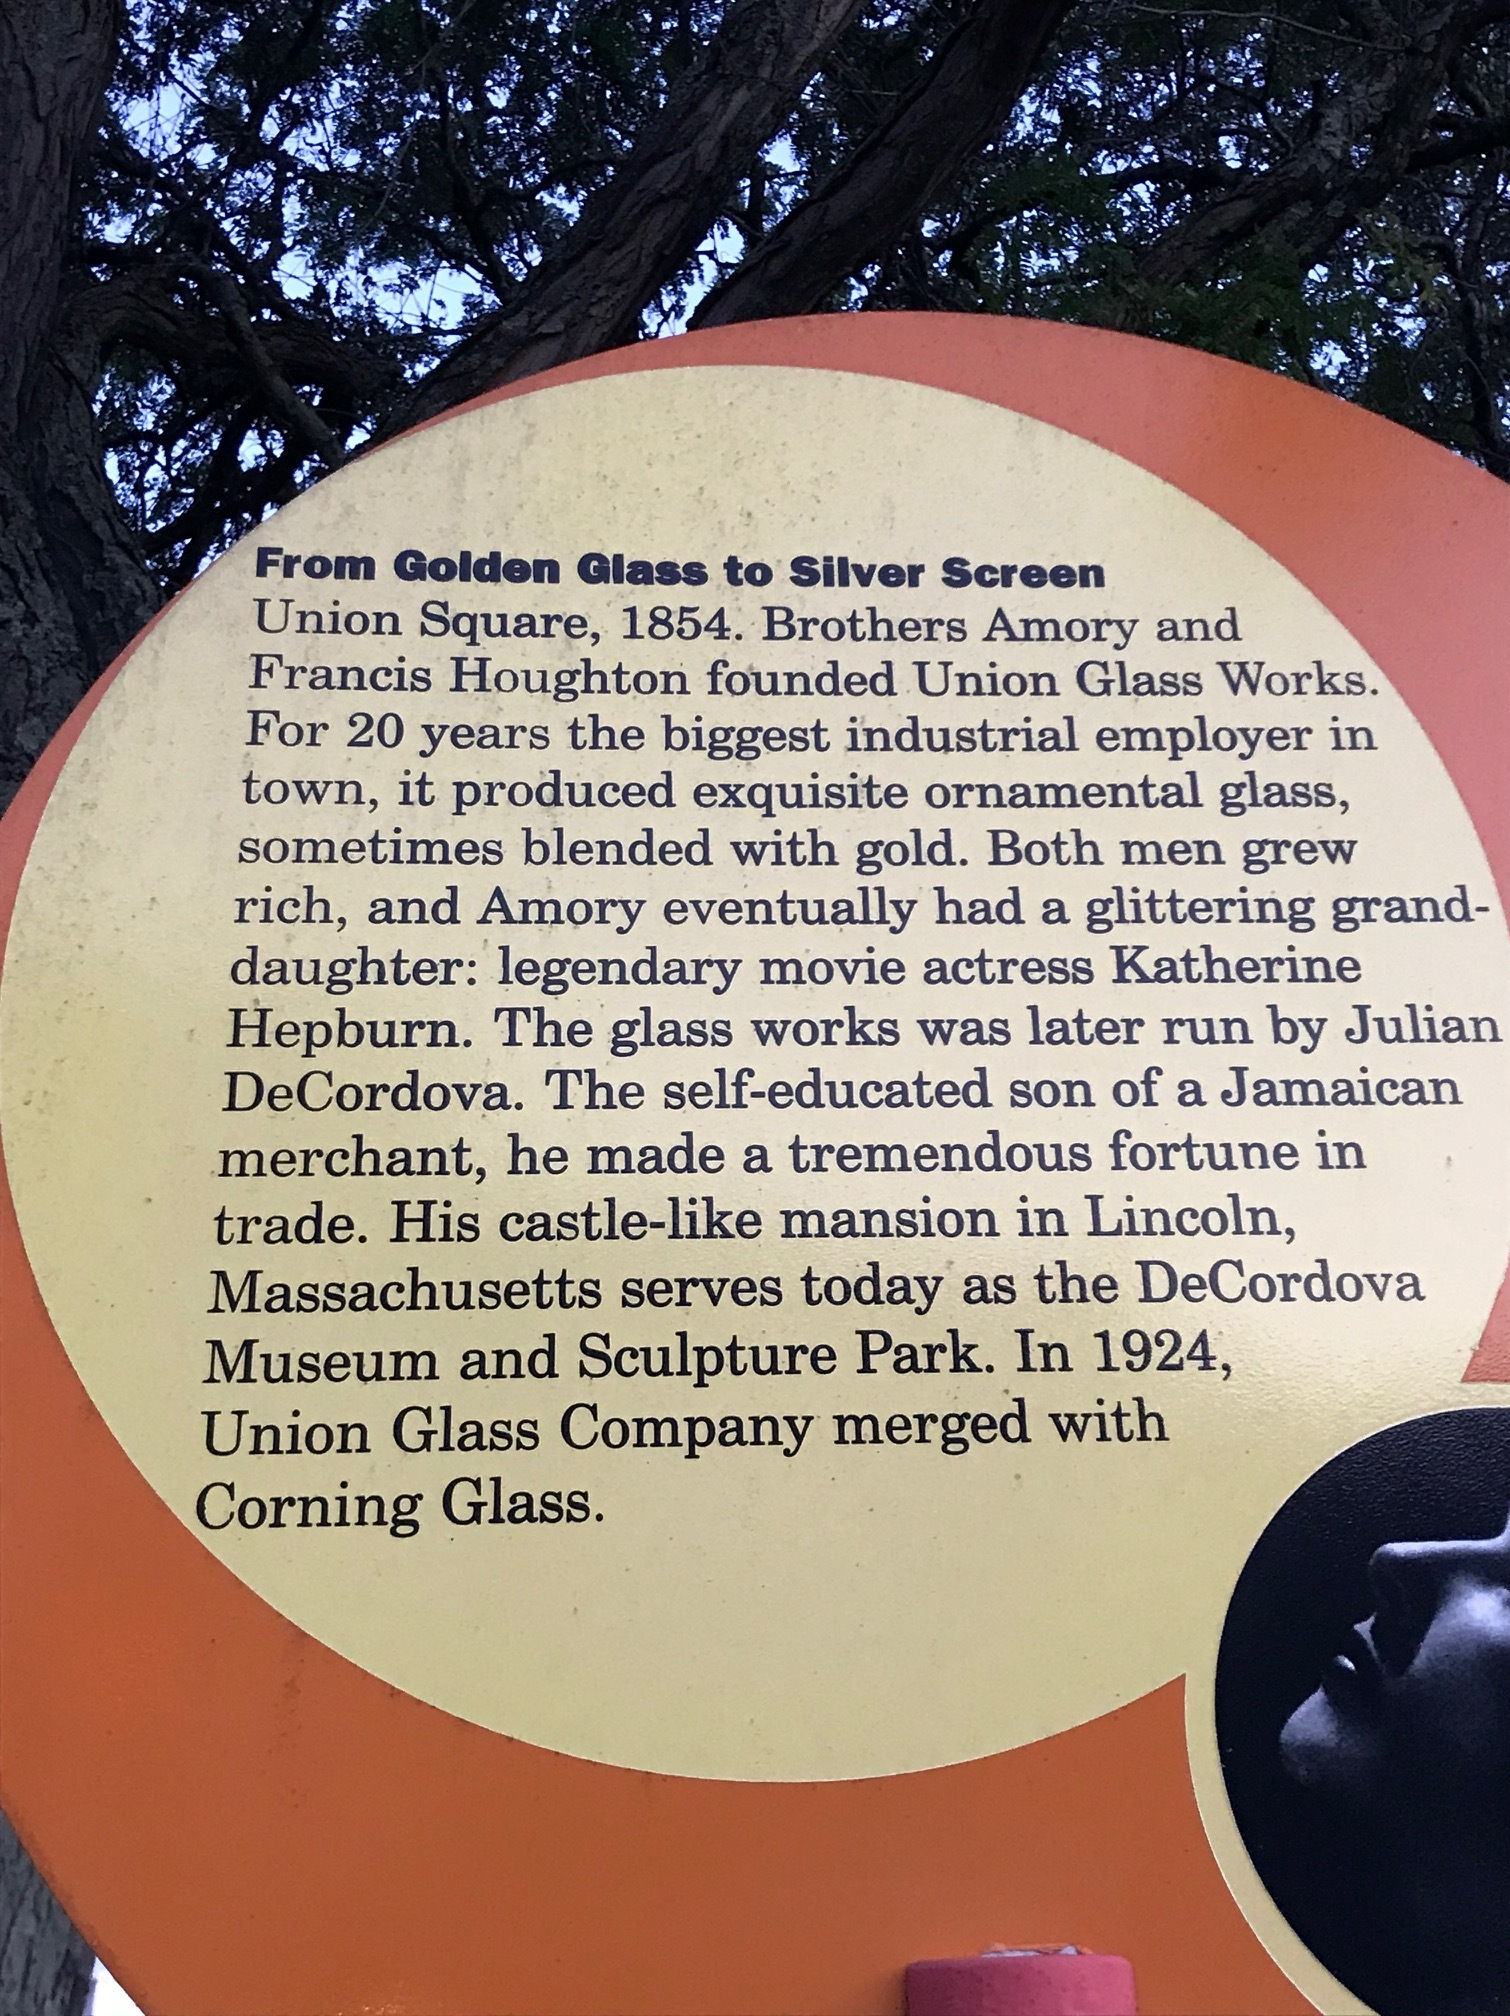 From Golden Glass to Silver Screen
Union Square, 1854. Brothers Amory and
Francis Houghton founded Union Glass Works.
For 20 years the biggest industrial employer in
town, it produced exquisite ornamental glass,
sometimes blended with gold. Both men grew
rich, and Amory eventually had a glittering grand-
daughter: legendary movie actress Katherine
Hepburn. The glass works was later run by Julian
DeCordova. The self-educated son of a Jamaican
merchant, he made a tremendous fortune in
trade. His castle-like mansion in Lincoln,
Massachusetts serves today as the DeCordova
Museum and Sculpture Park. In 1924,
Union Glass Company merged with
Corning Glass.